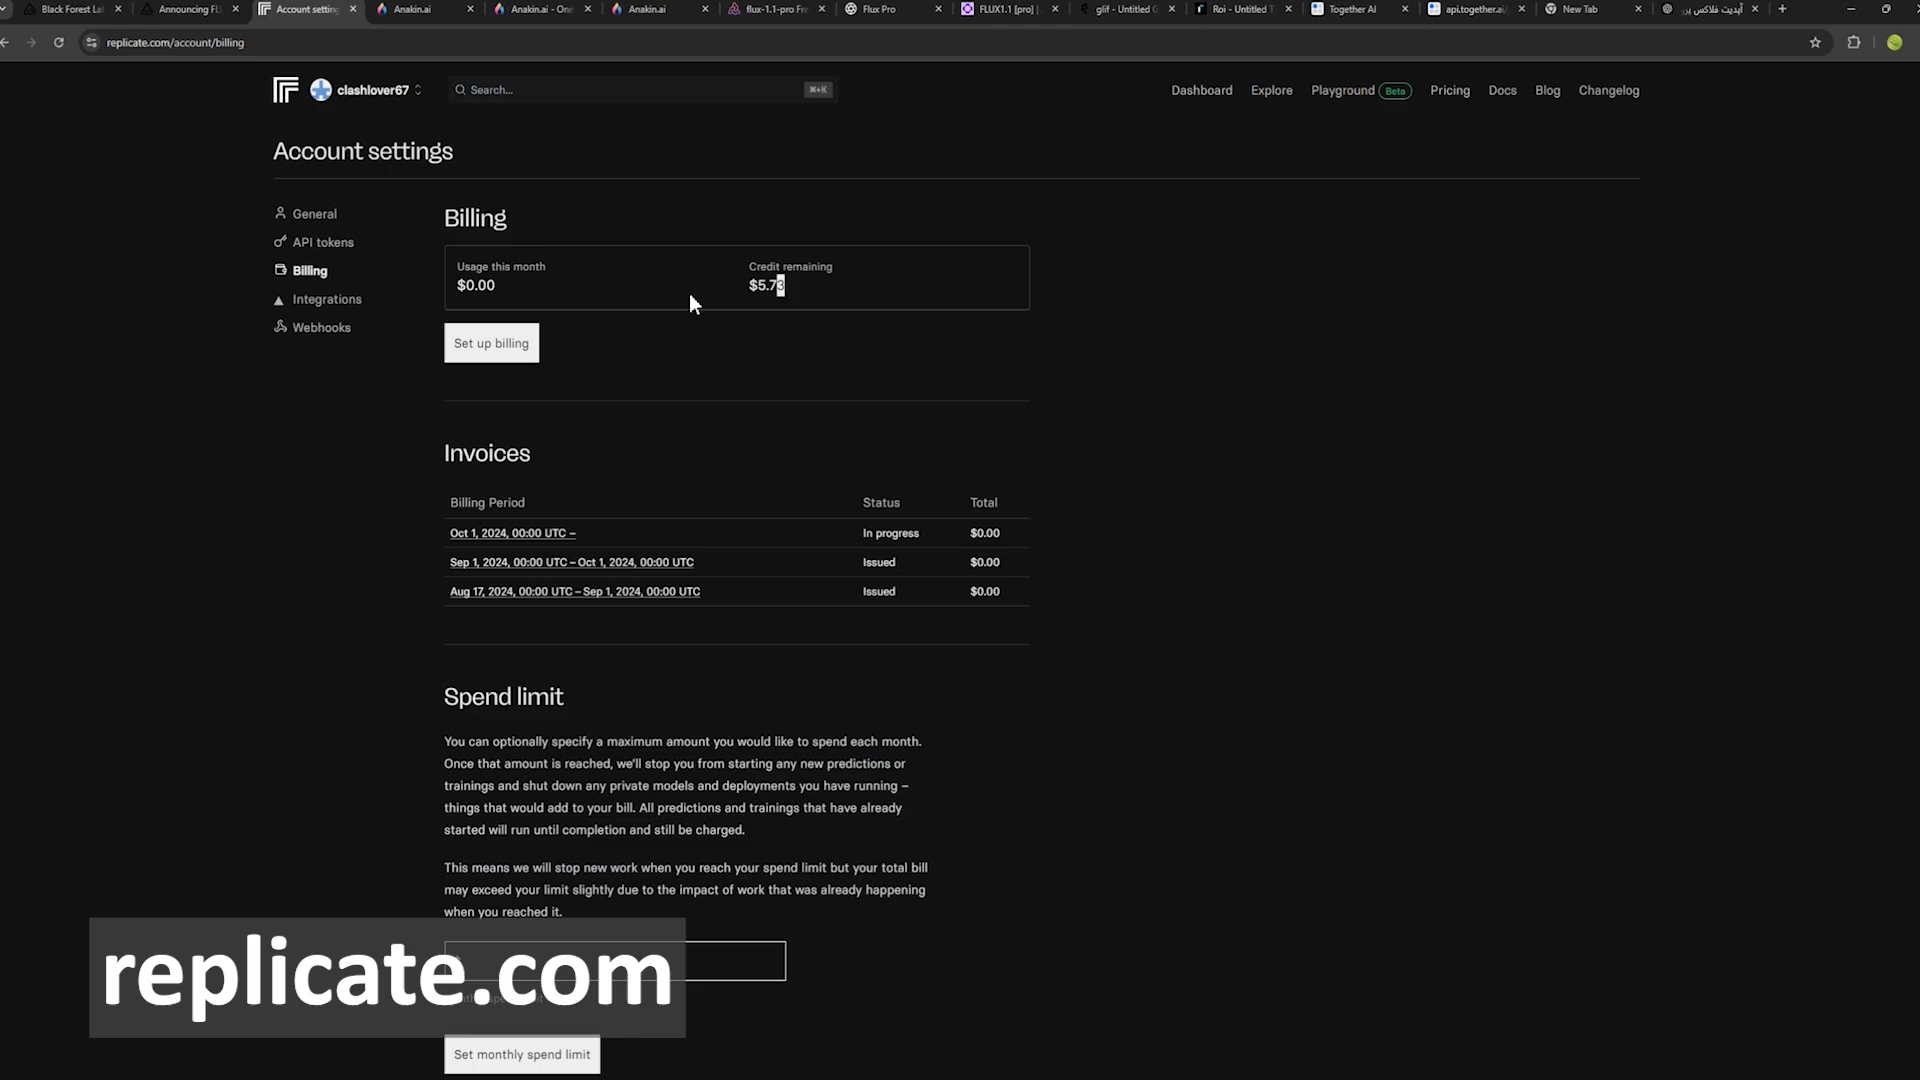 Black Forest La
Announcing FL
Account setting
Anakin.ai
Anakin.ai - One
Anakin.ai
flux-1.1-pro Fre
Flux Pro
FLUX1.1 [pro] |
glif - Untitled G
Roi - Untitled T
Together AI
api.together.ai/
New Tab
آپدیت فلاکس پرو
replicate.com/account/billing
clashlover67
Search...
⌘+K
Dashboard
Explore
Playground Beta
Pricing
Docs
Blog
Changelog
Account settings
General
API tokens
Billing
Integrations
Webhooks
Billing
Usage this month
$0.00
Credit remaining
$5.73
Set up billing
Invoices
Billing Period Status Total
Oct 1, 2024, 00:00 UTC – In progress $0.00
Sep 1, 2024, 00:00 UTC – Oct 1, 2024, 00:00 UTC Issued $0.00
Aug 17, 2024, 00:00 UTC – Sep 1, 2024, 00:00 UTC Issued $0.00
Spend limit
You can optionally specify a maximum amount you would like to spend each month.
Once that amount is reached, we'll stop you from starting any new predictions or
trainings and shut down any private models and deployments you have running –
things that would add to your bill. All predictions and trainings that have already
started will run until completion and still be charged.
This means we will stop new work when you reach your spend limit but your total bill
may exceed your limit slightly due to the impact of work that was already happening
when you reached it.
replicate.com
Set monthly spend limit